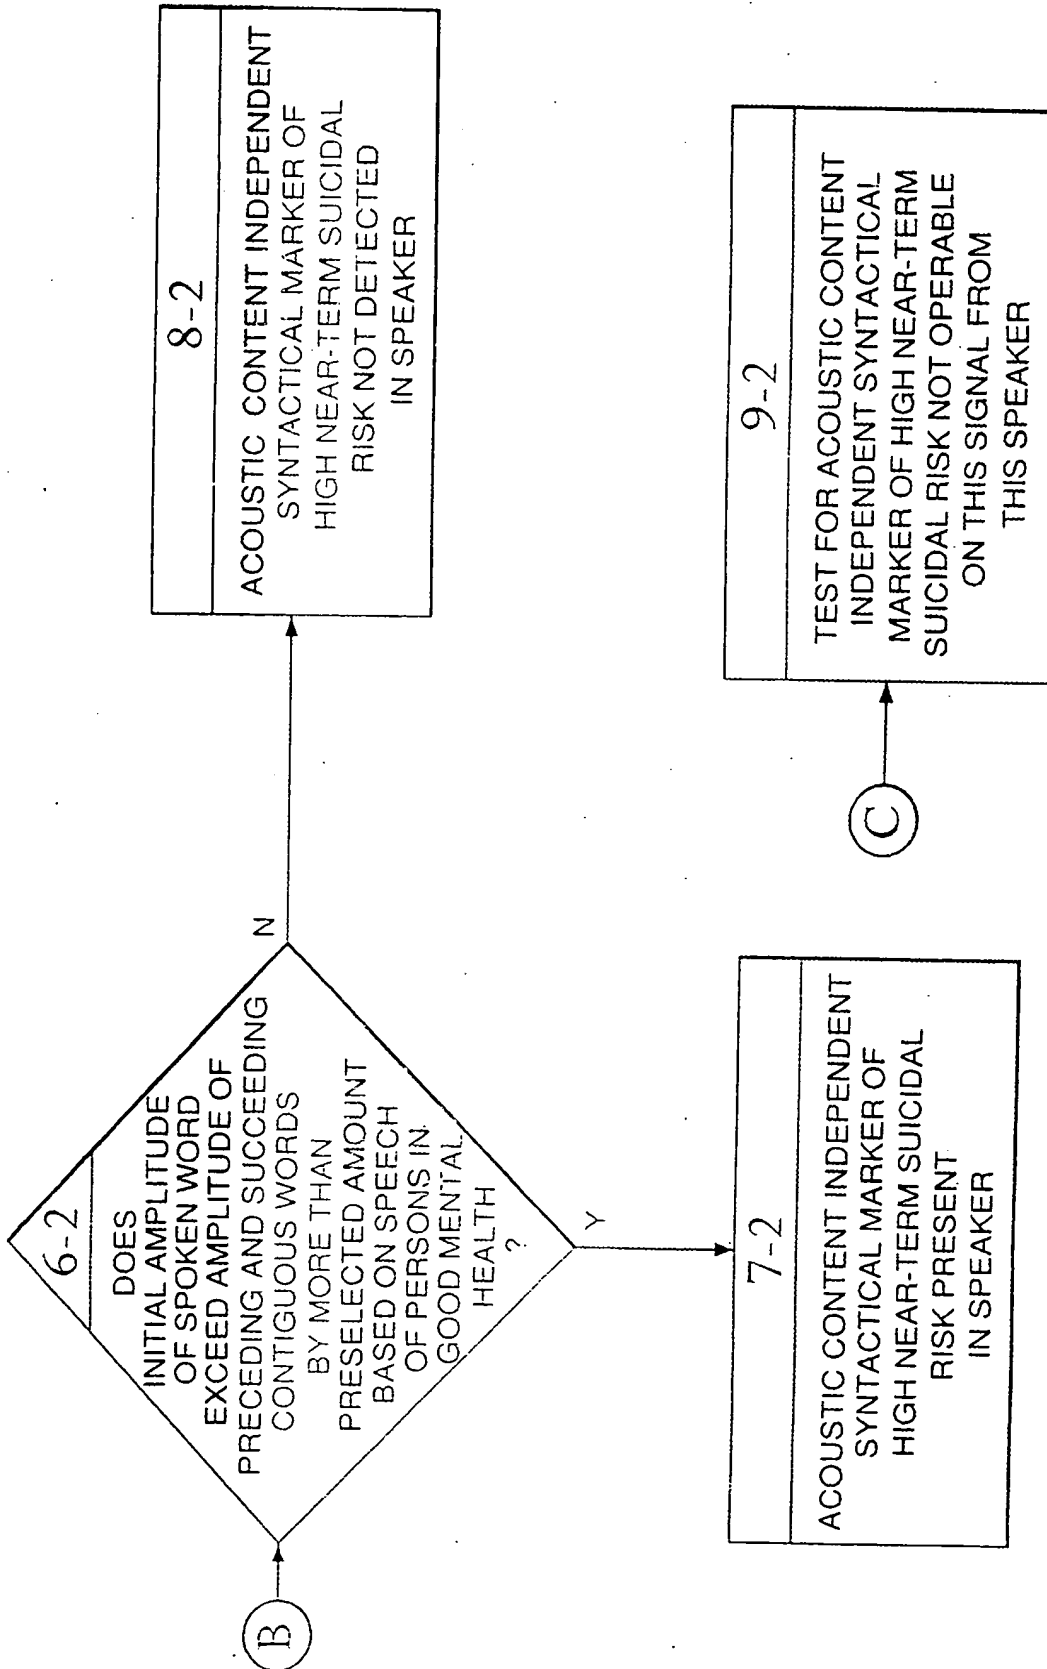 B
6-2
DOES
INITIAL AMPLITUDE
OF SPOKEN WORD
EXCEED AMPLITUDE OF
PRECEDING AND SUCCEEDING
CONTIGUOUS WORDS
BY MORE THAN
PRESELECTED AMOUNT
BASED ON SPEECH
OF PERSONS IN
GOOD MENTAL
HEALTH
?
N
Y
8-2
ACOUSTIC CONTENT INDEPENDENT
SYNTACTICAL MARKER OF
HIGH NEAR-TERM SUICIDAL
RISK NOT DETECTED
IN SPEAKER
7-2
ACOUSTIC CONTENT INDEPENDENT
SYNTACTICAL MARKER OF
HIGH NEAR-TERM SUICIDAL
RISK PRESENT
IN SPEAKER
C
9-2
TEST FOR ACOUSTIC CONTENT
INDEPENDENT SYNTACTICAL
MARKER OF HIGH NEAR-TERM
SUICIDAL RISK NOT OPERABLE
ON THIS SIGNAL FROM
THIS SPEAKER